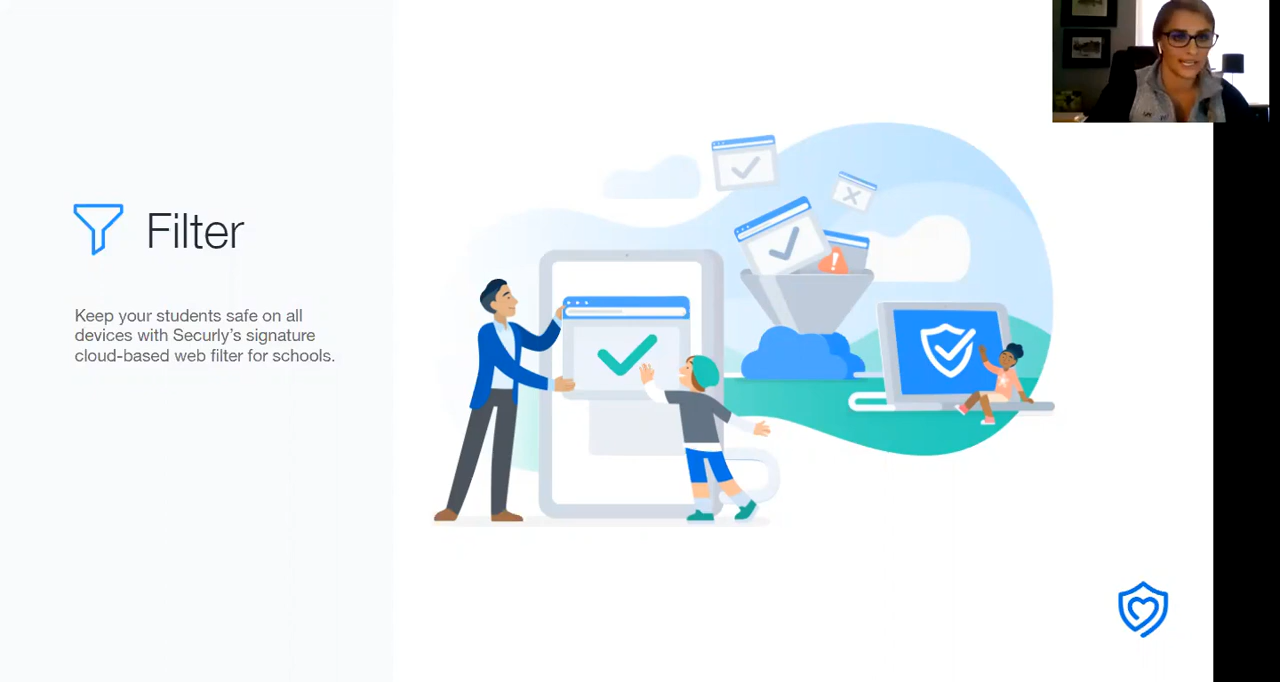 Filter
Keep your students safe on all
devices with Securly's signature
cloud-based web filter for schools.